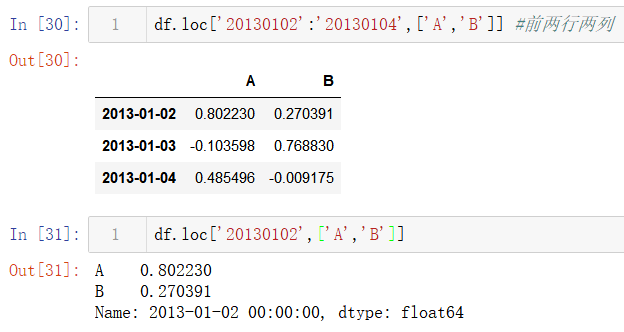 In [30]: 1 df.loc['20130102':'20130104',['A','B']] #前两行两列
Out[30]:
A B
2013-01-02 0.802230 0.270391
2013-01-03 -0.103598 0.768830
2013-01-04 0.485496 -0.009175
In [31]: 1 df.loc['20130102',['A','B']]
Out[31]: A 0.802230
B 0.270391
Name: 2013-01-02 00:00:00, dtype: float64